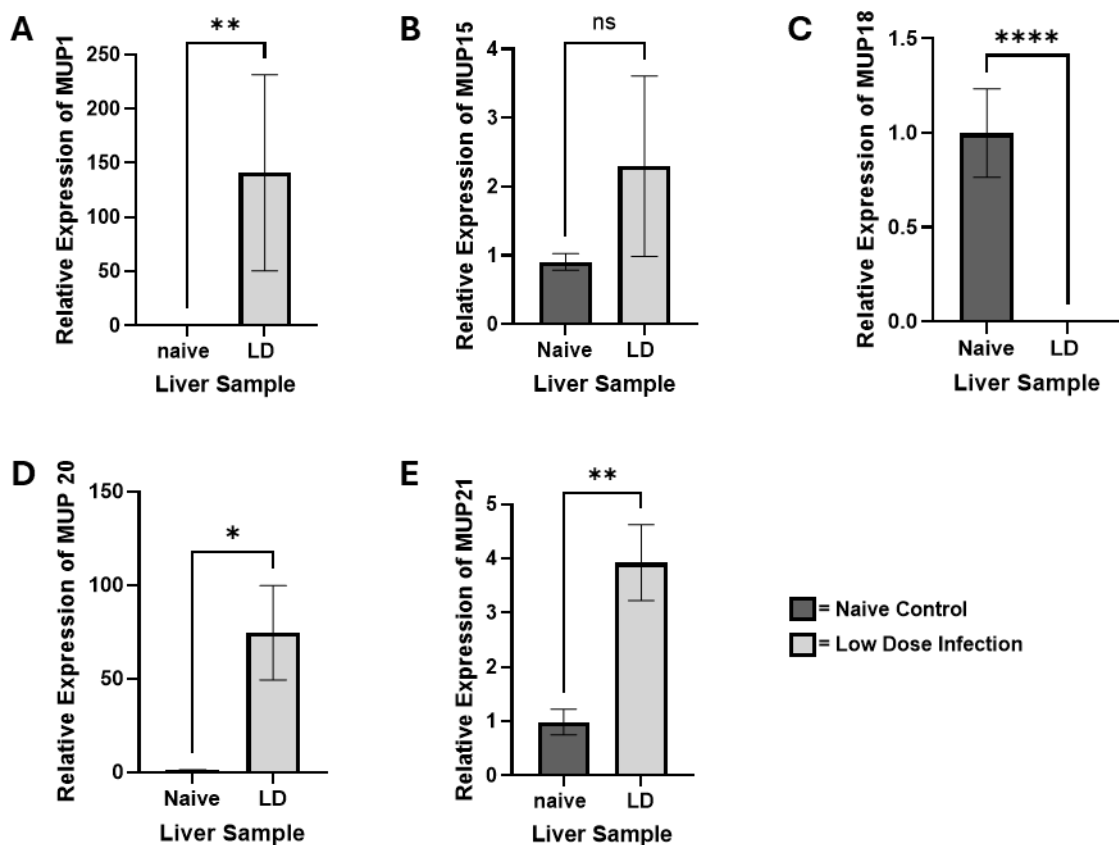 A
Relative Expression of MUP1
250
200
150
100
50
0
**
naive LD
Liver Sample
B
Relative Expression of MUP15
4
3
2
1
0
ns
Naive LD
Liver Sample
C
Relative Expression of MUP18
1.5
1.0
0.5
0.0
****
Naive LD
Liver Sample
D
Relative Expression of MUP 20
150
100
50
0
*
Naive LD
Liver Sample
E
Relative Expression of MUP21
5
4
3
2
1
0
**
naive LD
Liver Sample
= Naive Control
= Low Dose Infection